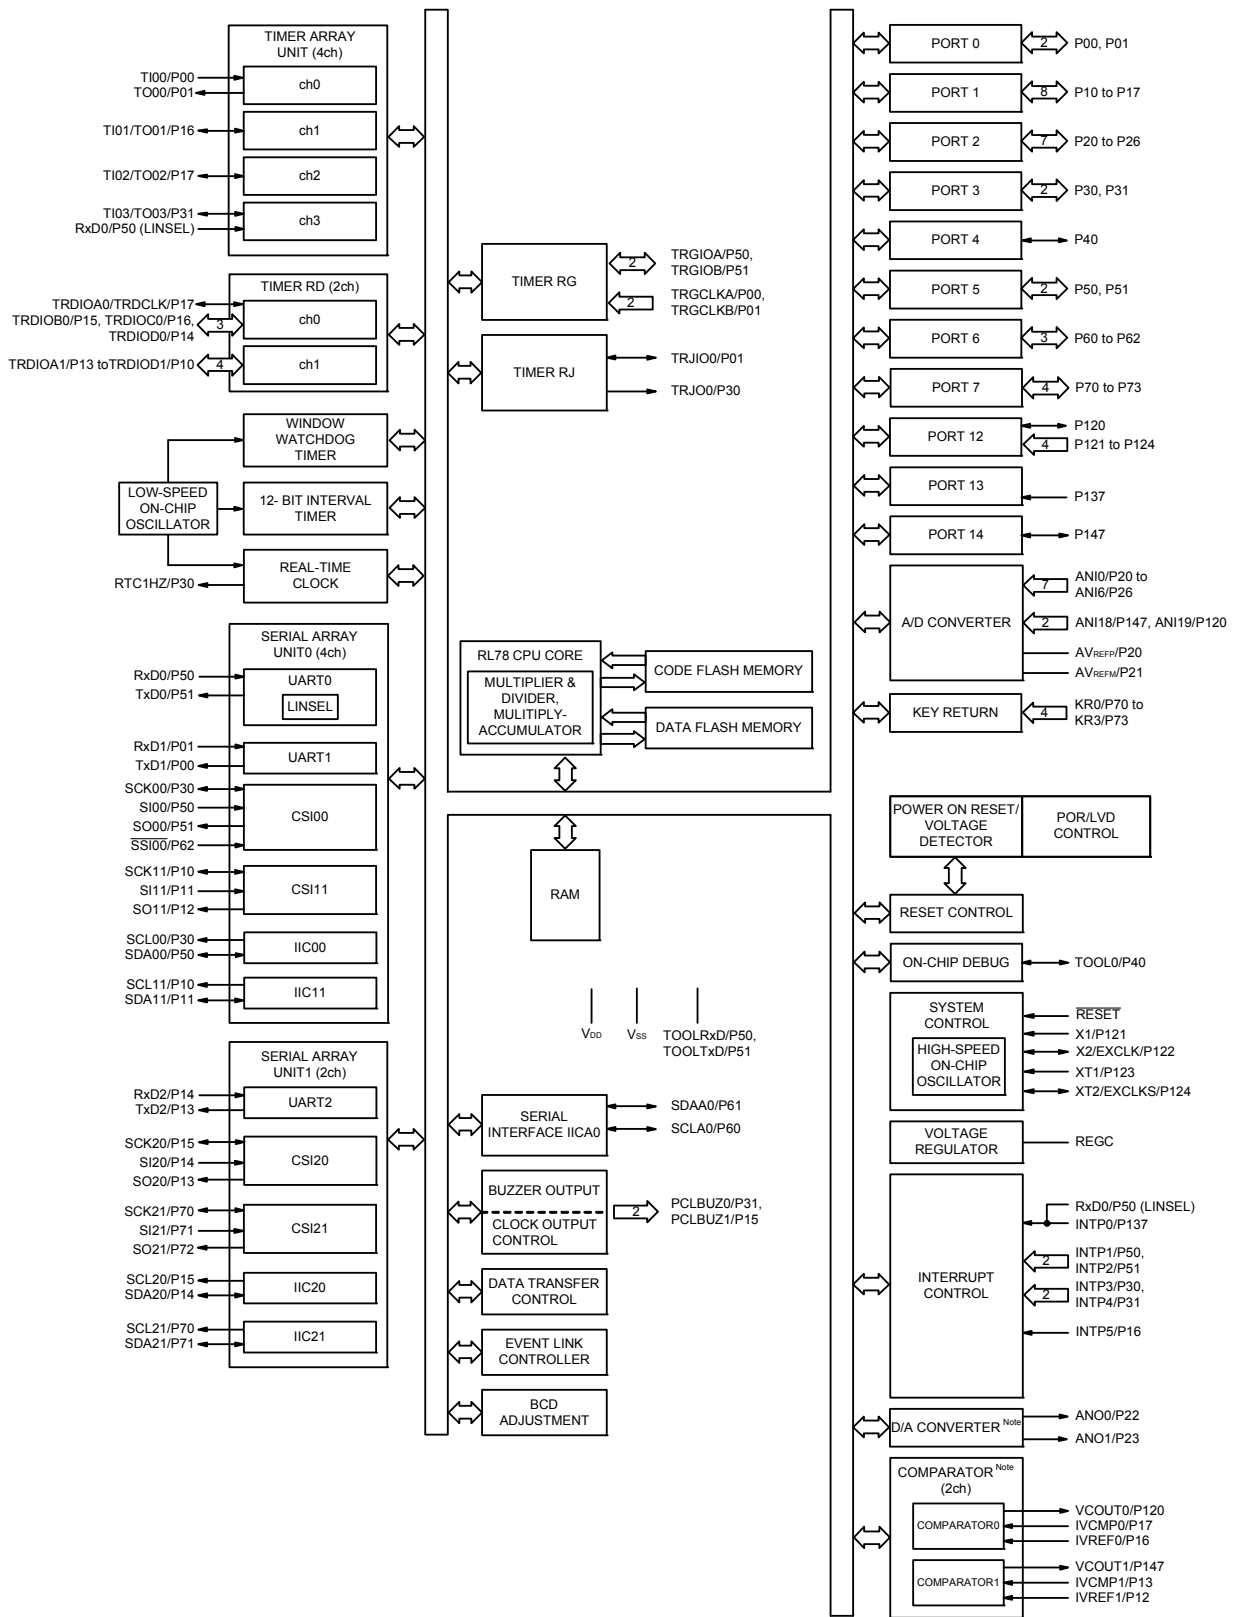 TIMER ARRAY
UNIT (4ch)
TI00/P00
TO00/P01
ch0
TI01/TO01/P16
ch1
TI02/TO02/P17
ch2
TI03/TO03/P31
RxD0/P50 (LINSEL)
ch3
TIMER RD (2ch)
TRDIOA0/TRDCLK/P17
TRDIOB0/P15, TRDIOC0/P16,
TRDIOD0/P14
3
ch0
TRDIOA1/P13 toTRDIOD1/P10
4
ch1
WINDOW
WATCHDOG
TIMER
LOW-SPEED
ON-CHIP
OSCILLATOR
12- BIT INTERVAL
TIMER
RTC1HZ/P30
REAL-TIME
CLOCK
SERIAL ARRAY
UNIT0 (4ch)
RxD0/P50
TxD0/P51
UART0
LINSEL
RxD1/P01
TxD1/P00
UART1
SCK00/P30
SI00/P50
SO00/P51
SSI00/P62
CSI00
SCK11/P10
SI11/P11
SO11/P12
CSI11
SCL00/P30
SDA00/P50
IIC00
SCL11/P10
SDA11/P11
IIC11
SERIAL ARRAY
UNIT1 (2ch)
RxD2/P14
TxD2/P13
UART2
SCK20/P15
SI20/P14
SO20/P13
CSI20
SCK21/P70
SI21/P71
SO21/P72
CSI21
SCL20/P15
SDA20/P14
IIC20
SCL21/P70
SDA21/P71
IIC21
TIMER RG
2
TRGIOA/P50,
TRGIOB/P51
2
TRGCLKA/P00,
TRGCLKB/P01
TIMER RJ
TRJIO0/P01
TRJO0/P30
RL78 CPU CORE
MULTIPLIER &
DIVIDER,
MULITIPLY-
ACCUMULATOR
CODE FLASH MEMORY
DATA FLASH MEMORY
RAM
VDD
VSS
TOOLRxD/P50,
TOOLTxD/P51
SERIAL
INTERFACE IICA0
SDAA0/P61
SCLA0/P60
BUZZER OUTPUT
CLOCK OUTPUT
CONTROL
2
PCLBUZ0/P31,
PCLBUZ1/P15
DATA TRANSFER
CONTROL
EVENT LINK
CONTROLLER
BCD
ADJUSTMENT
PORT 0
2
P00, P01
PORT 1
8
P10 to P17
PORT 2
7
P20 to P26
PORT 3
2
P30, P31
PORT 4
P40
PORT 5
2
P50, P51
PORT 6
3
P60 to P62
PORT 7
4
P70 to P73
PORT 12
P120
4
P121 to P124
PORT 13
P137
PORT 14
P147
A/D CONVERTER
7
ANI0/P20 to
ANI6/P26
2
ANI18/P147, ANI19/P120
AVREFP/P20
AVREFM/P21
KEY RETURN
4
KR0/P70 to
KR3/P73
POWER ON RESET/
VOLTAGE
DETECTOR
POR/LVD
CONTROL
RESET CONTROL
ON-CHIP DEBUG
TOOL0/P40
SYSTEM
CONTROL
HIGH-SPEED
ON-CHIP
OSCILLATOR
RESET
X1/P121
X2/EXCLK/P122
XT1/P123
XT2/EXCLKS/P124
VOLTAGE
REGULATOR
REGC
INTERRUPT
CONTROL
RxD0/P50 (LINSEL)
INTP0/P137
2
INTP1/P50,
INTP2/P51
2
INTP3/P30,
INTP4/P31
INTP5/P16
D/A CONVERTER Note
ANO0/P22
ANO1/P23
COMPARATOR Note
(2ch)
COMPARATOR0
VCOUT0/P120
IVCMP0/P17
IVREF0/P16
COMPARATOR1
VCOUT1/P147
IVCMP1/P13
IVREF1/P12